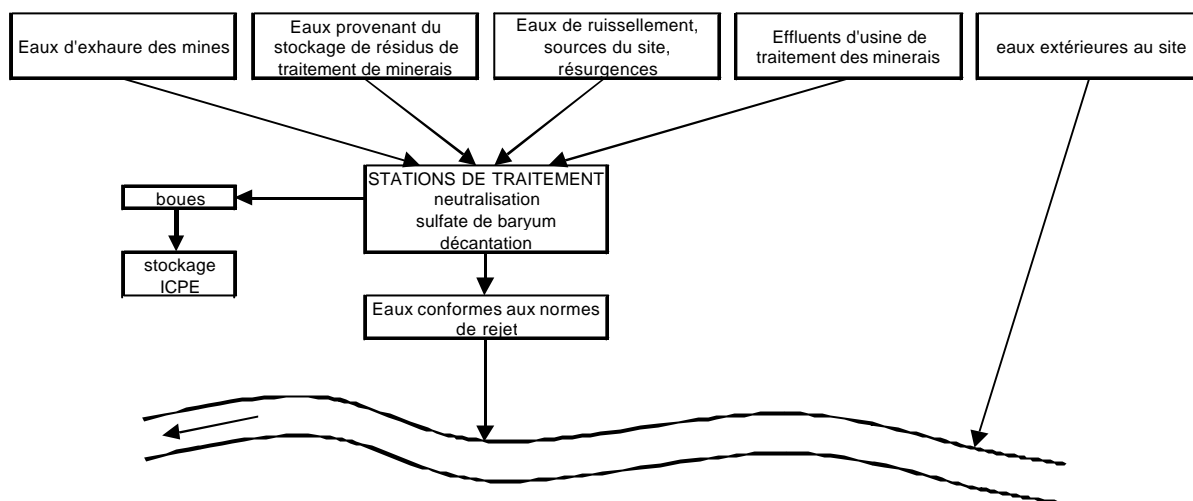 Eaux d'exhaure des mines
Eaux provenant du
stockage de résidus de
traitement de minerais
Eaux de ruissellement,
sources du site,
résurgences
Effluents d'usine de
traitement des minerais
eaux extérieures au site
STATIONS DE TRAITEMENT
neutralisation
sulfate de baryum
décantation
boues
stockage
ICPE
Eaux conformes aux normes
de rejet